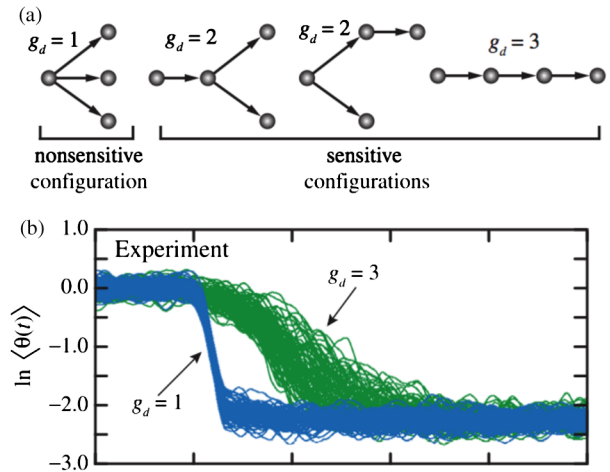 (a)
g_d = 1
g_d = 2
g_d = 2
g_d = 3
nonsensitive
configuration
sensitive
configurations
(b)
1.0
0.0
−1.0
−2.0
−3.0
ln ⟨θ(t)⟩
Experiment
g_d = 3
g_d = 1